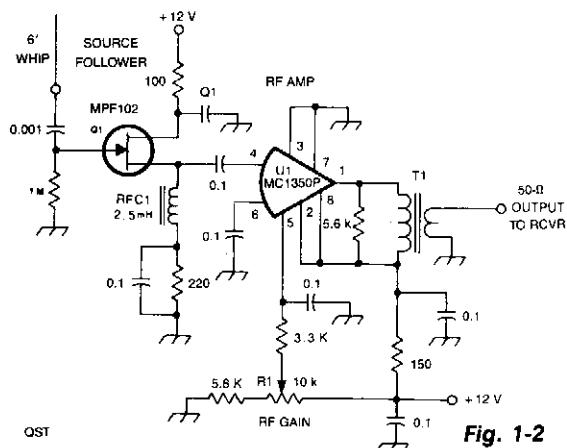 +12 V
6'
WHIP
SOURCE
FOLLOWER
100
RF AMP
MPF102
Q1
Q1
0.001
3
7
4
1
0.1
U1
MC1350P
8
T1
1M
RFC1
2.5mH
6
5
2
5.6 k
50-Ω
OUTPUT
TO RCVR
0.1
0.1
220
0.1
0.1
3.3 K
150
5.8 K
R1
10 k
+12 V
RF GAIN
0.1
QST
Fig. 1-2